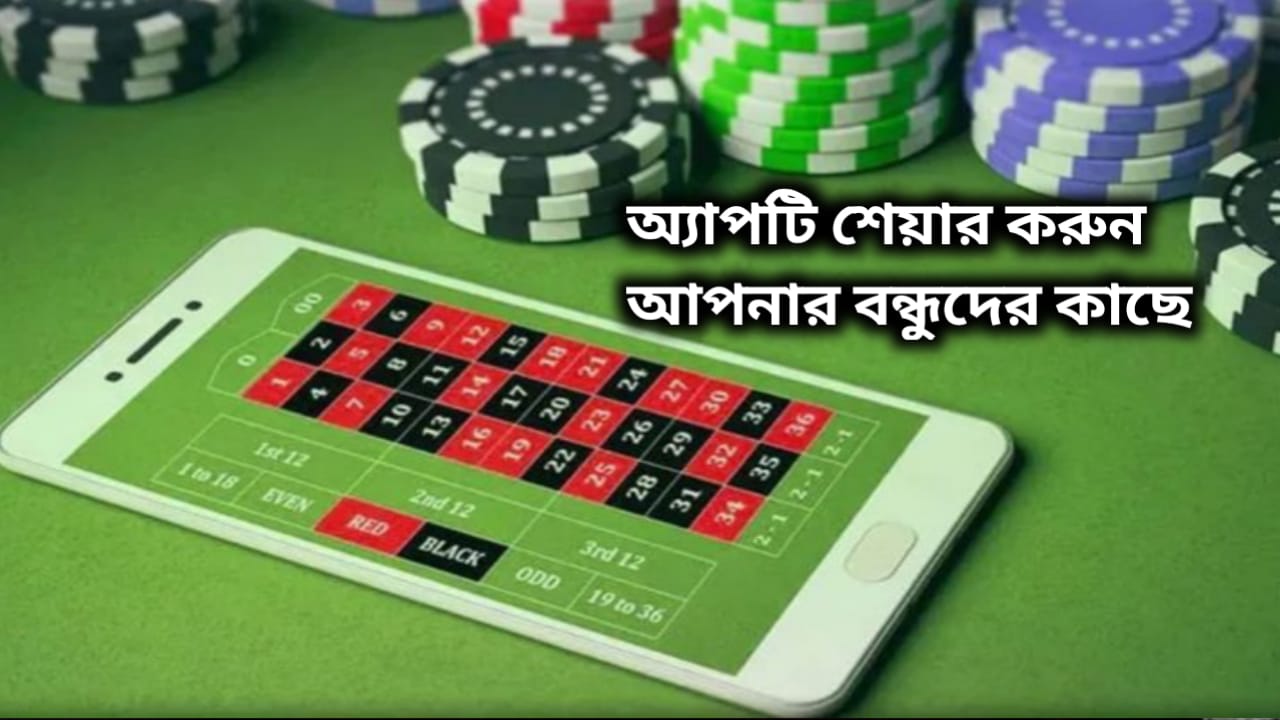 অ্যাপটি শেয়ার করুন
আপনার বন্ধুদের কাছে
00 3 6 9 12 15 18 21 24 27 30 33 36 2-1
0 2 5 8 11 14 17 20 23 26 29 32 35 2-1
1 4 7 10 13 16 19 22 25 28 31 34 2-1
1st 12 2nd 12 3rd 12
1 to 18 EVEN RED BLACK ODD 19 to 36